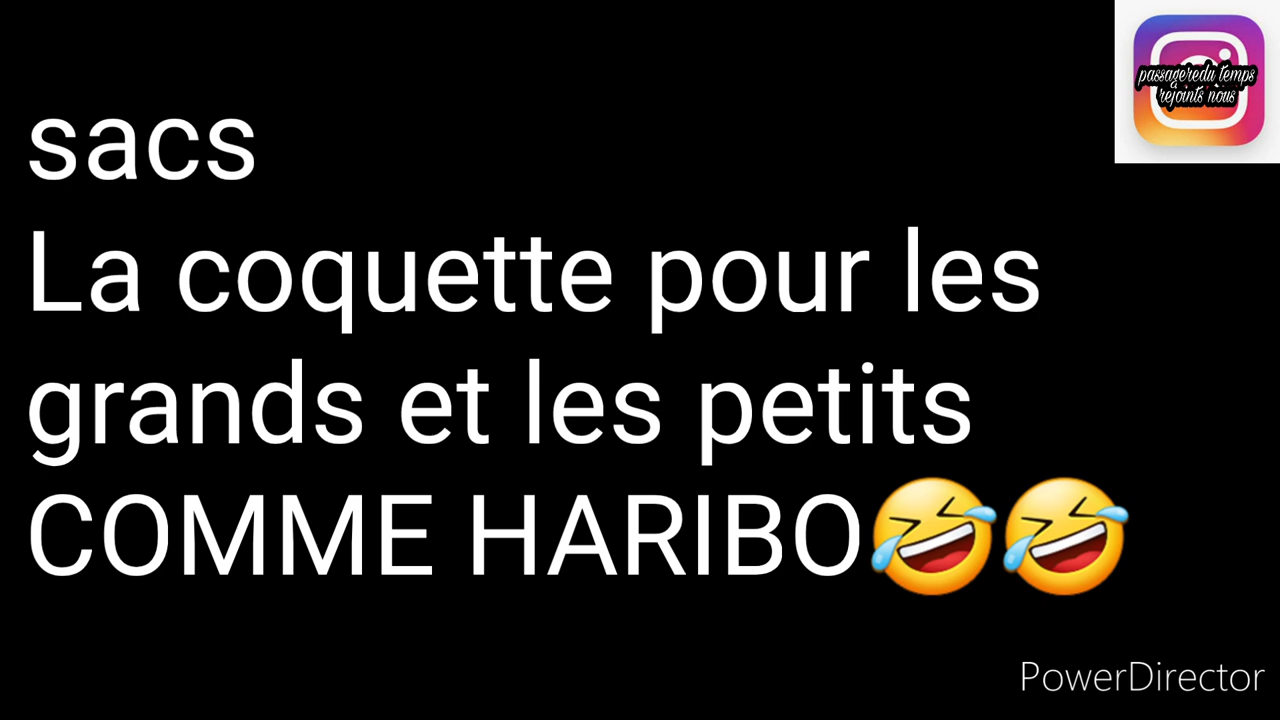 passageredu temps
rejoints nous
sacs
La coquette pour les
grands et les petits
COMME HARIBO🤣🤣
PowerDirector